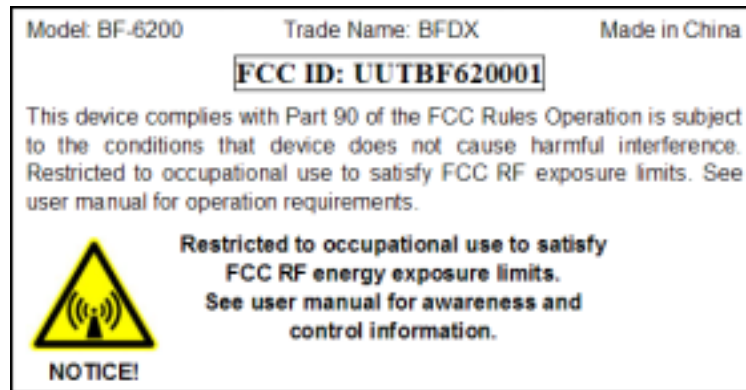 Model: BF-6200 Trade Name: BFDX Made in China
FCC ID: UUTBF620001
This device complies with Part 90 of the FCC Rules Operation is subject
to the conditions that device does not cause harmful interference.
Restricted to occupational use to satisfy FCC RF exposure limits. See
user manual for operation requirements.
Restricted to occupational use to satisfy
FCC RF energy exposure limits.
See user manual for awareness and
control information.
NOTICE!